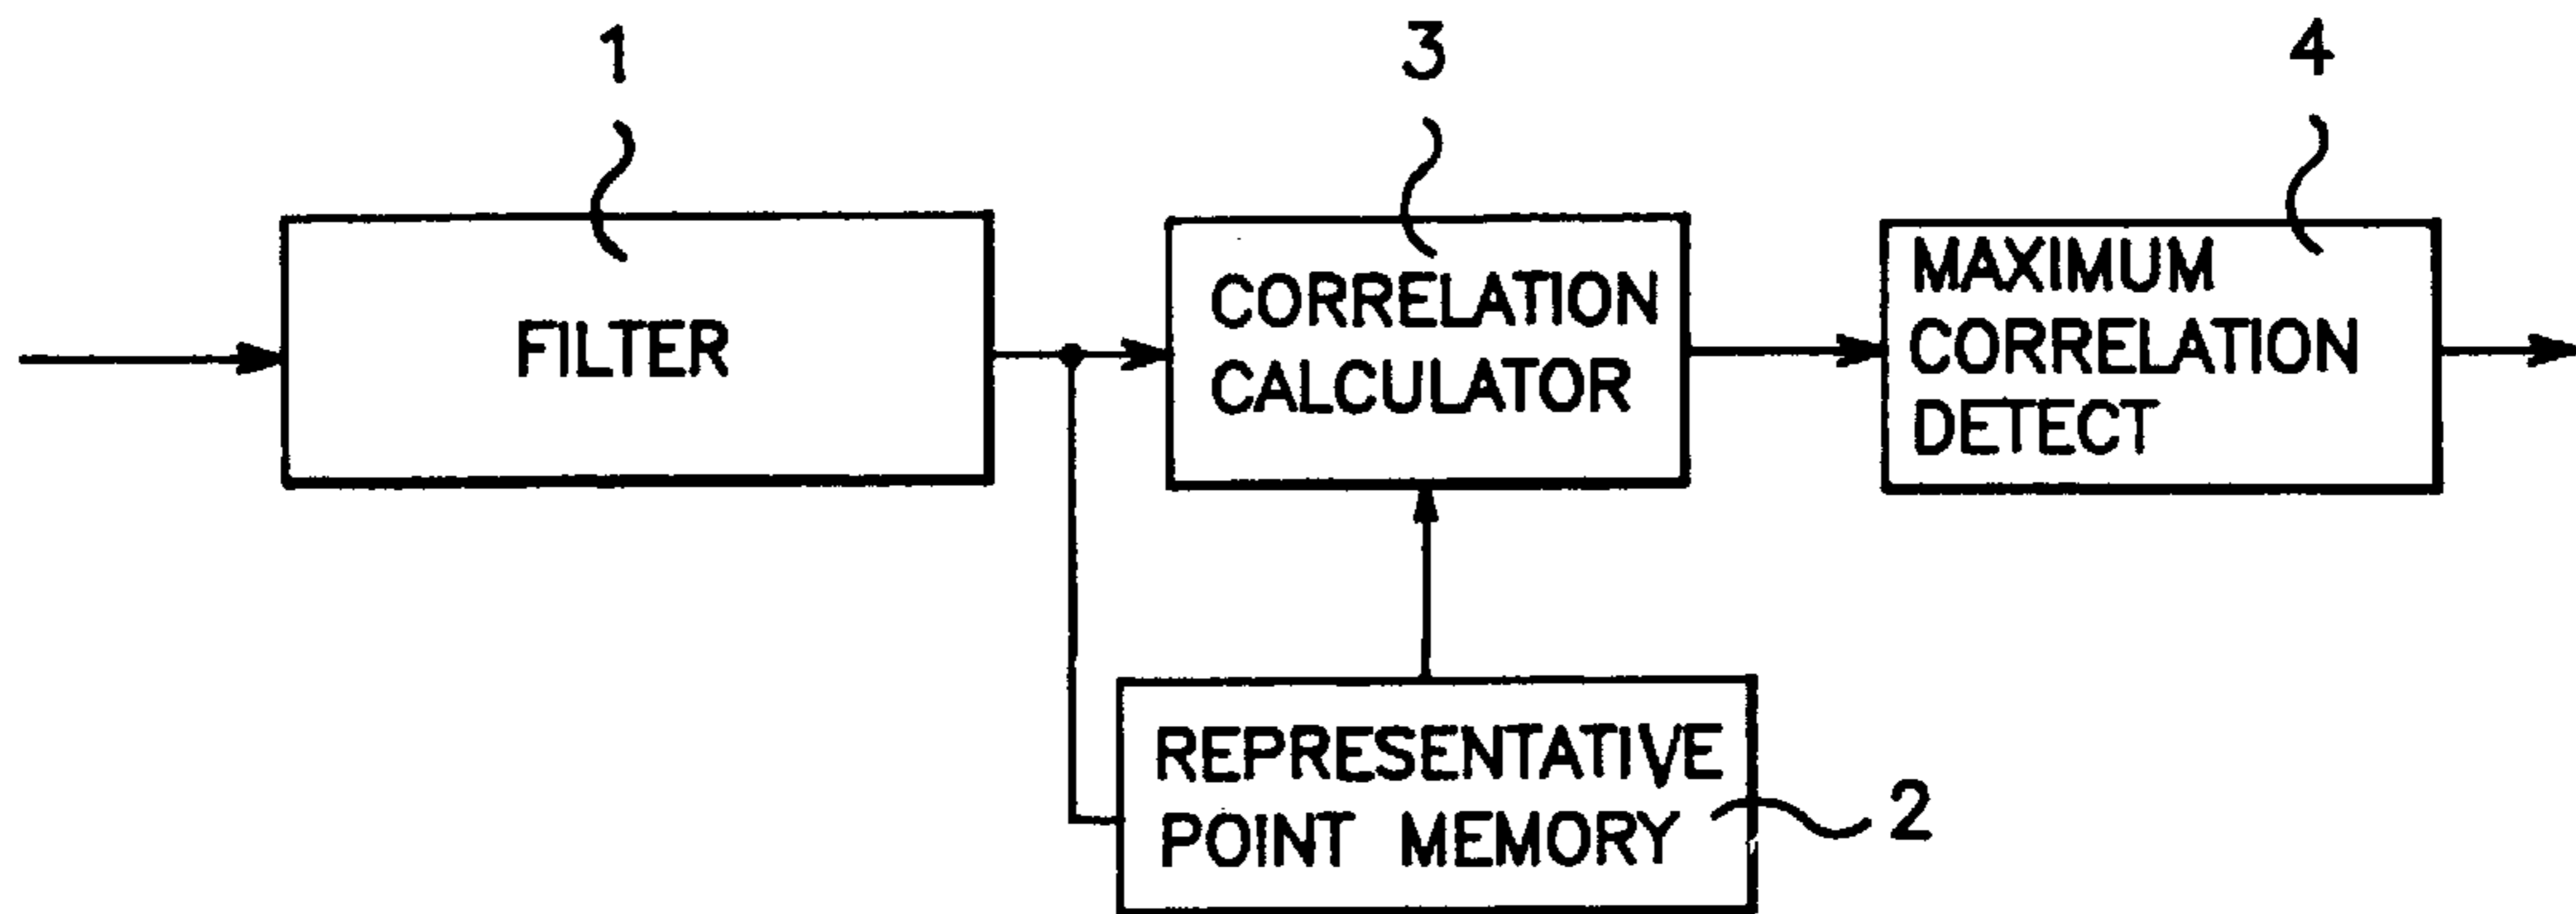 1
3
4
FILTER
CORRELATION
CALCULATOR
MAXIMUM
CORRELATION
DETECT
REPRESENTATIVE
POINT MEMORY
2